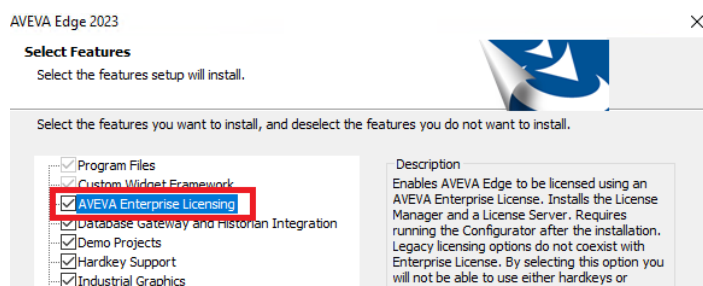 AVEVA Edge 2023
Select Features
Select the features setup will install.
Select the features you want to install, and deselect the features you do not want to install.
Program Files
Custom Widget Framework
AVEVA Enterprise Licensing
Database Gateway and Historian Integration
Demo Projects
Hardkey Support
Industrial Graphics
Description
Enables AVEVA Edge to be licensed using an
AVEVA Enterprise License. Installs the License
Manager and a License Server. Requires
running the Configurator after the installation.
Legacy licensing options do not coexist with
Enterprise License. By selecting this option you
will not be able to use either hardkeys or